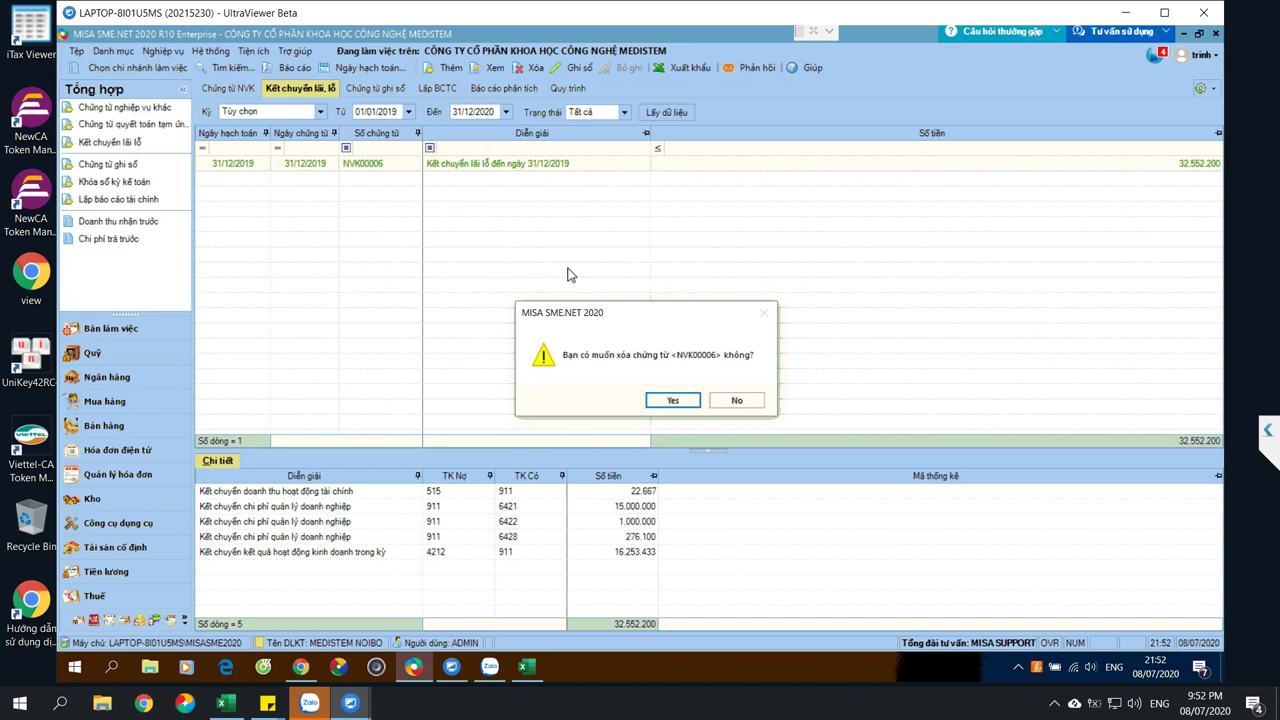 LAPTOP-8I01U5MS (20215230) - UltraViewer Beta
MISA SME.NET 2020 R10 Enterprise - CÔNG TY CỔ PHẦN KHOA HỌC CÔNG NGHỆ MEDISTEM
Câu hỏi thường gặp
Tư vấn sử dụng
Tệp Danh mục Nghiệp vụ Hệ thống Tiện ích Trợ giúp
Đang làm việc trên: CÔNG TY CỔ PHẦN KHOA HỌC CÔNG NGHỆ MEDISTEM
4
trinh
Chọn chi nhánh làm việc Tìm kiếm... Báo cáo Ngày hạch toán... Thêm Xem Xóa Ghi sổ Bỏ ghi Xuất khẩu Phản hồi Giúp
Tổng hợp
Chứng từ NVK Kết chuyển lãi, lỗ Chứng từ ghi sổ Lập BCTC Báo cáo phân tích Quy trình
Kỳ Tùy chọn Từ 01/01/2019 Đến 31/12/2020 Trạng thái Tất cả Lấy dữ liệu
Chứng từ nghiệp vụ khác
Chứng từ quyết toán tạm ứn...
Kết chuyển lãi lỗ
Chứng từ ghi sổ
Khóa sổ kỳ kế toán
Lập báo cáo tài chính
Doanh thu nhận trước
Chi phí trả trước
Bàn làm việc
Quỹ
Ngân hàng
Mua hàng
Bán hàng
Hóa đơn điện tử
Quản lý hóa đơn
Kho
Công cụ dụng cụ
Tài sản cố định
Tiền lương
Thuế
Ngày hạch toán Ngày chứng từ Số chứng từ Diễn giải Số tiền
= = ≤
31/12/2019 31/12/2019 NVK00006 Kết chuyển lãi lỗ đến ngày 31/12/2019 32.552.200
MISA SME.NET 2020
Bạn có muốn xóa chứng từ <NVK00006> không?
Yes No
Số dòng = 1 32.552.200
Chi tiết
Diễn giải TK Nợ TK Có Số tiền Mã thống kê
Kết chuyển doanh thu hoạt động tài chính 515 911 22.667
Kết chuyển chi phí quản lý doanh nghiệp 911 6421 15.000.000
Kết chuyển chi phí quản lý doanh nghiệp 911 6422 1.000.000
Kết chuyển chi phí quản lý doanh nghiệp 911 6428 276.100
Kết chuyển kết quả hoạt động kinh doanh trong kỳ 4212 911 16.253.433
Số dòng = 5 32.552.200
Máy chủ: LAPTOP-8I01U5MS\MISASME2020 Tên DLKT: MEDISTEM NOIBO Người dùng: ADMIN Tổng đài tư vấn: MISA SUPPORT OVR NUM 21:52 08/07/2020
iTax Viewer
NewCA
Token Man...
NewCA
Token Man...
view
UniKey42RC...
Viettel-CA
Token M...
Recycle Bin
Hướng dẫn
sử dụng dị...
ENG
21:52
08/07/2020
7
ENG
9:52 PM
08/07/2020
4